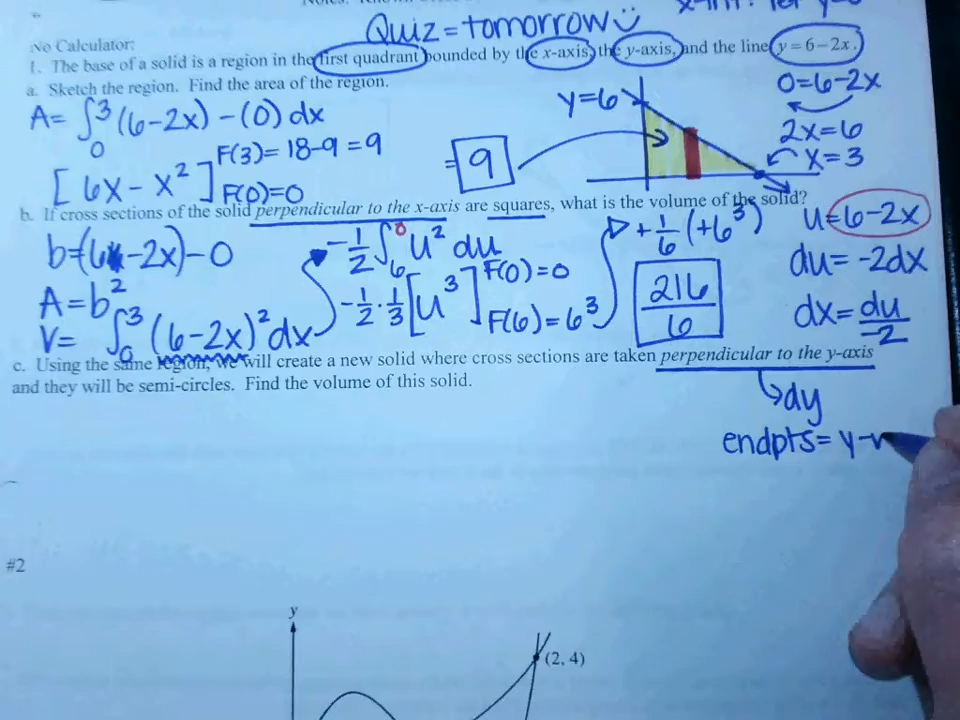 Quiz = tomorrow
No Calculator:
1. The base of a solid is a region in the first quadrant bounded by the x-axis, the y-axis, and the line y = 6 – 2x.
a. Sketch the region. Find the area of the region.
A = ∫₀³ (6-2x) - (0) dx
[6x - x²] F(3) = 18-9 = 9
F(0) = 0
= 9
y=6
0=6-2x
2x=6
x=3
b. If cross sections of the solid perpendicular to the x-axis are squares, what is the volume of the solid?
b=(6-2x)-0
A=b²
V= ∫₀³ (6-2x)² dx
-1/2 ∫₆⁰ u² du
-1/2 · 1/3 [u³] F(0)=0
F(6)=6³
+1/6 (+6³)
216/6
u=6-2x
du = -2dx
dx = du/-2
c. Using the same region, we will create a new solid where cross sections are taken perpendicular to the y-axis
and they will be semi-circles. Find the volume of this solid.
dy
endpts = y-v
#2
y
(2, 4)